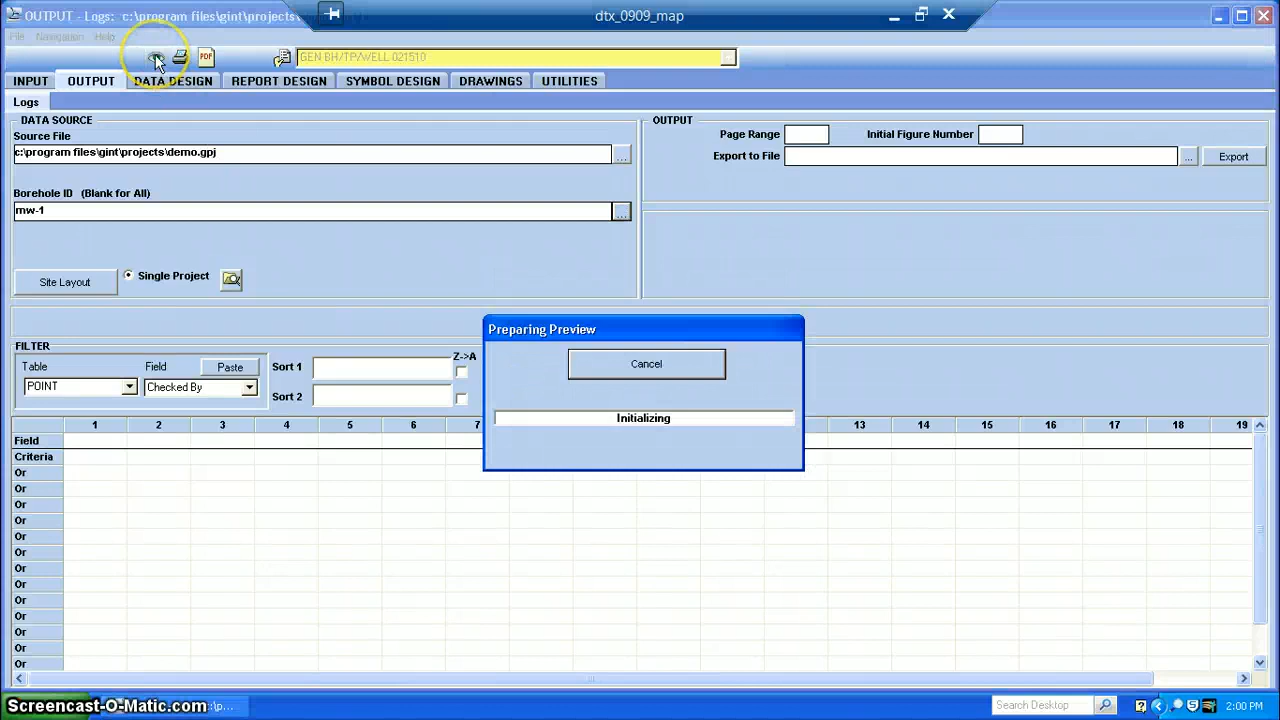 OUTPUT - Logs: c:\program files\gint\projects\
dtx_0909_map
File Navigation Help
PDF
GEN BH/TP/WELL 021510
INPUT OUTPUT DATA DESIGN REPORT DESIGN SYMBOL DESIGN DRAWINGS UTILITIES
Logs
DATA SOURCE
OUTPUT
Source File
Page Range
Initial Figure Number
c:\program files\gint\projects\demo.gpj ...
Export to File ... Export
Borehole ID (Blank for All)
mw-1 ...
Site Layout Single Project
Preparing Preview
Cancel
Initializing
FILTER
Table Field Paste Sort 1 Z->A
POINT Checked By
Sort 2
1 2 3 4 5 6 7 13 14 15 16 17 18 19
Field
Criteria
Or
Or
Or
Or
Or
Or
Or
Or
Or
Or
Or
Or
Or
Screencast-O-Matic.com :\p...
Search Desktop
2:00 PM